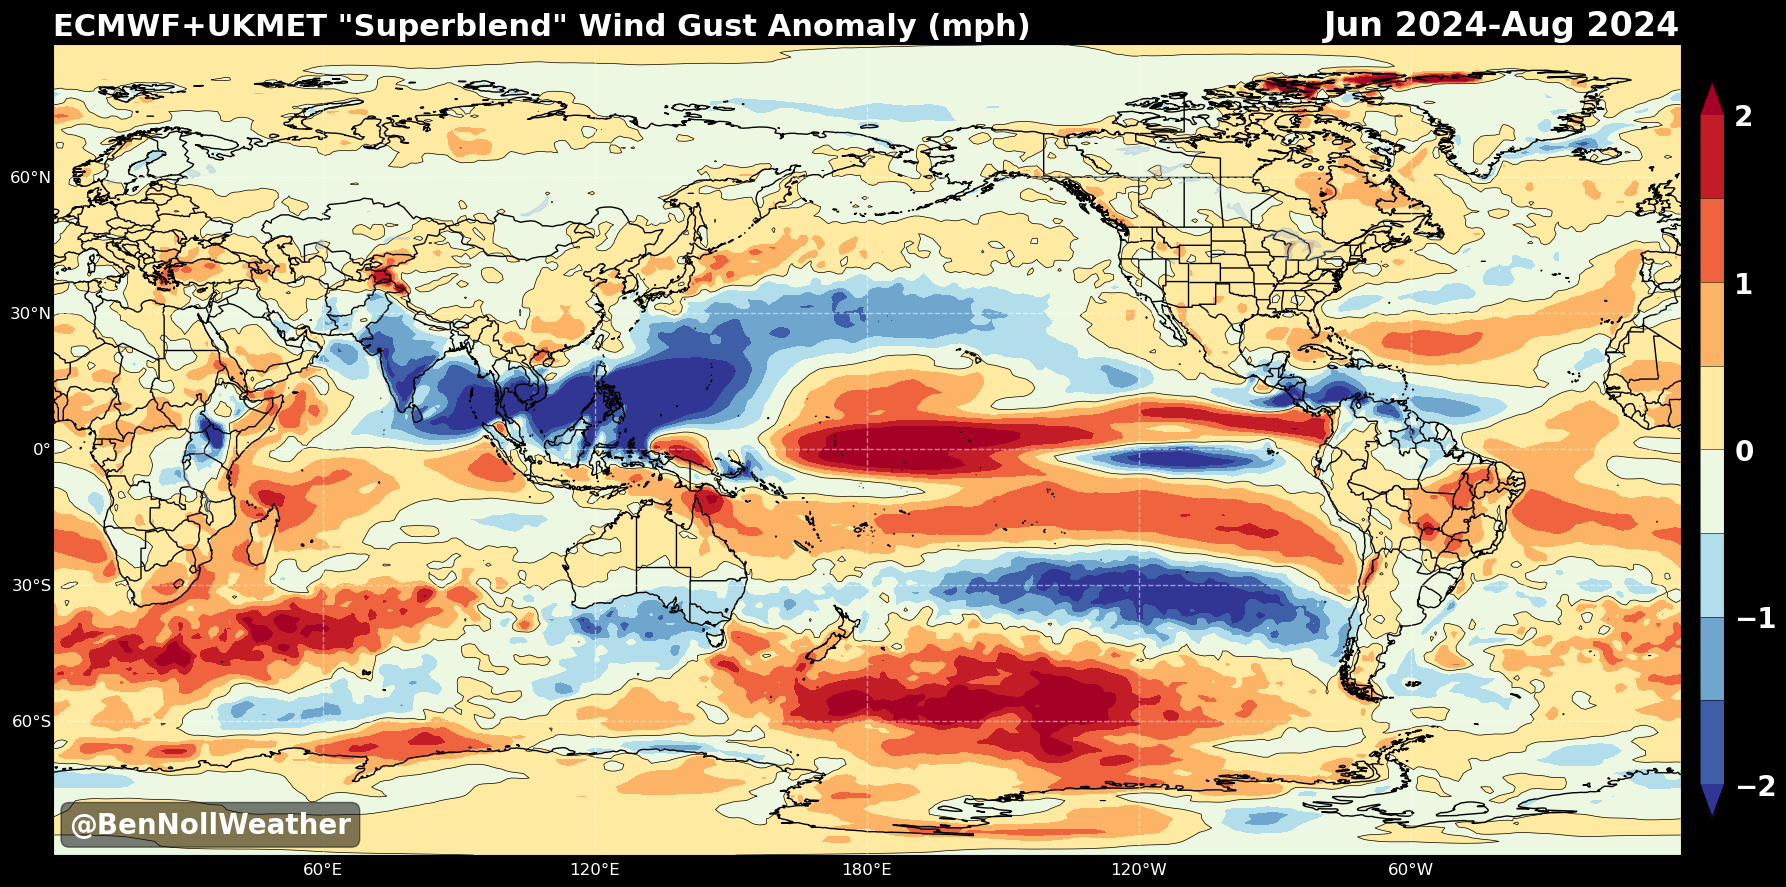 ECMWF+UKMET "Superblend" Wind Gust Anomaly (mph)
Jun 2024-Aug 2024
60°N
30°N
0°
30°S
60°S
2
1
0
−1
−2
@BenNollWeather
60°E
120°E
180°E
120°W
60°W